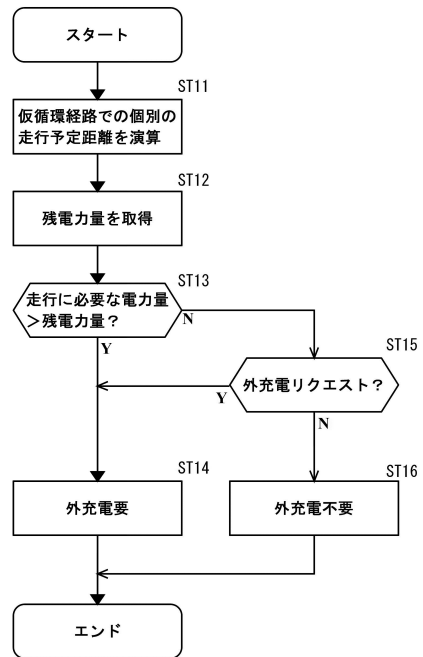 スタート
ST11
仮循環経路での個別の
走行予定距離を演算
ST12
残電力量を取得
ST13
走行に必要な電力量
＞残電力量？
N
Y
ST15
外充電リクエスト？
Y
N
ST14
外充電要
ST16
外充電不要
エンド